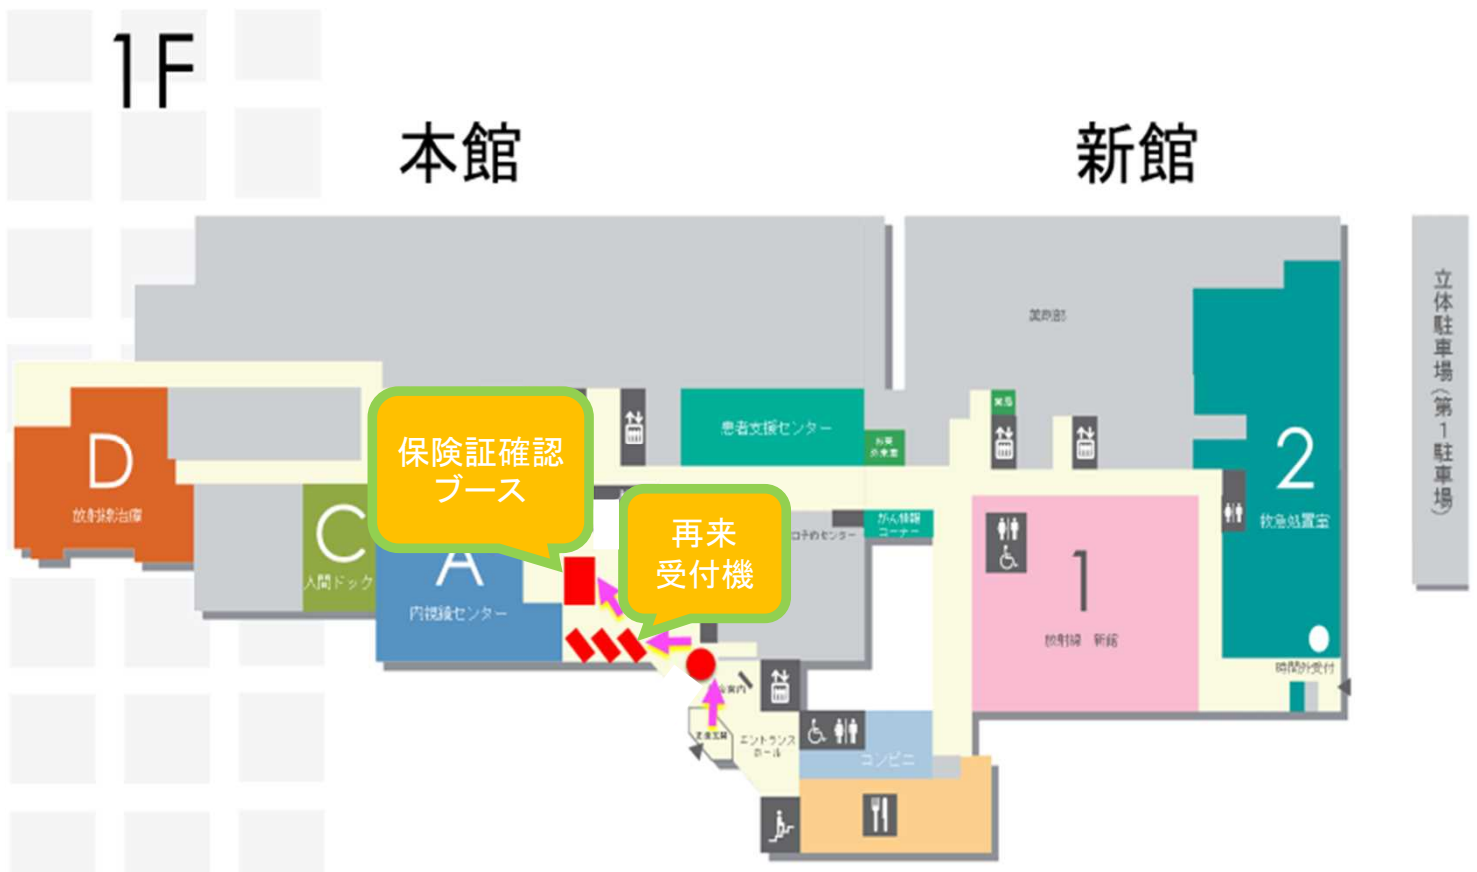 1F
本館
新館
立体駐車場(第1駐車場)
薬剤部
患者支援センター
保険証確認
ブース
再来
受付機
がん情報
コーナー
D
放射線治療
C
人間ドック
A
内視鏡センター
1
放射線 新館
2
救急処置室
時間外受付
エントランス
ホール
コンビニ